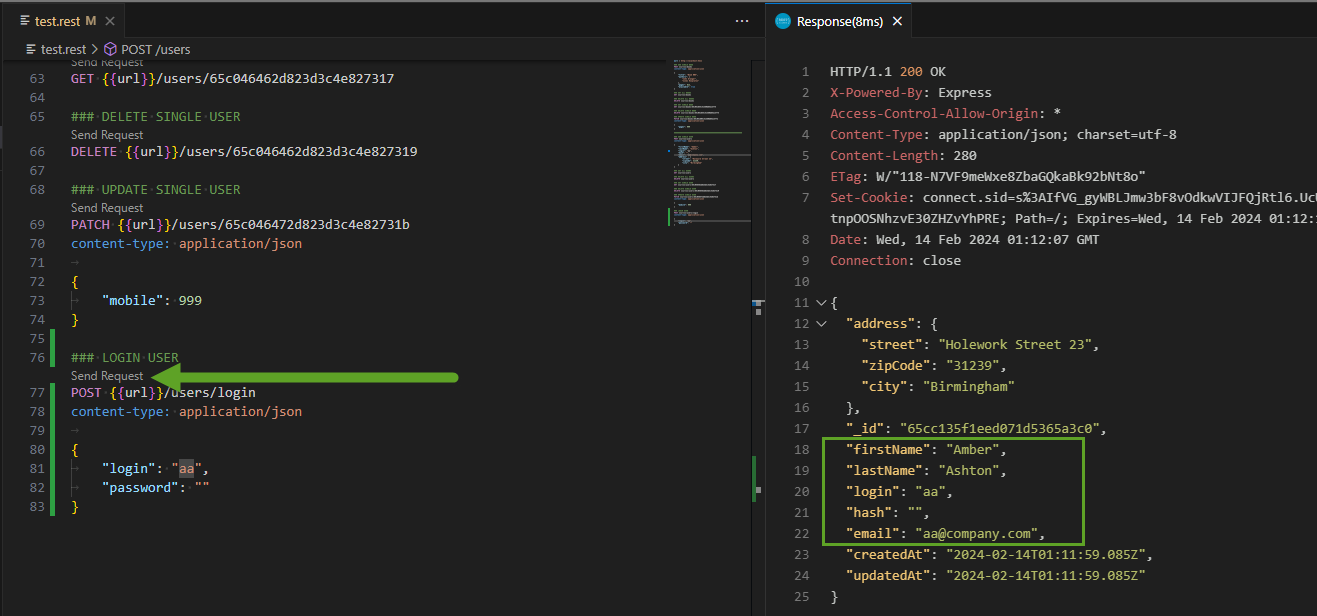 test.rest M
test.rest > POST /users
Send Request
63 GET {{url}}/users/65c046462d823d3c4e827317
64
65 ### DELETE SINGLE USER
Send Request
66 DELETE {{url}}/users/65c046462d823d3c4e827319
67
68 ### UPDATE SINGLE USER
Send Request
69 PATCH {{url}}/users/65c046472d823d3c4e82731b
70 content-type: application/json
71
72 {
73 "mobile": 999
74 }
75
76 ### LOGIN USER
Send Request
77 POST {{url}}/users/login
78 content-type: application/json
79
80 {
81 "login": "aa",
82 "password": ""
83 }
Response(8ms)
1 HTTP/1.1 200 OK
2 X-Powered-By: Express
3 Access-Control-Allow-Origin: *
4 Content-Type: application/json; charset=utf-8
5 Content-Length: 280
6 ETag: W/"118-N7VF9meWxe8ZbaGQkaBk92bNt8o"
7 Set-Cookie: connect.sid=s%3AIfVG_gyWBLJmw3bF8vOdkwVIJFQjRtl6.Uc
tnpOOSNhzvE30ZHZvYhPRE; Path=/; Expires=Wed, 14 Feb 2024 01:12:
8 Date: Wed, 14 Feb 2024 01:12:07 GMT
9 Connection: close
10
11 {
12 "address": {
13 "street": "Holework Street 23",
14 "zipCode": "31239",
15 "city": "Birmingham"
16 },
17 "_id": "65cc135f1eed071d5365a3c0",
18 "firstName": "Amber",
19 "lastName": "Ashton",
20 "login": "aa",
21 "hash": "",
22 "email": "aa@company.com",
23 "createdAt": "2024-02-14T01:11:59.085Z",
24 "updatedAt": "2024-02-14T01:11:59.085Z"
25 }